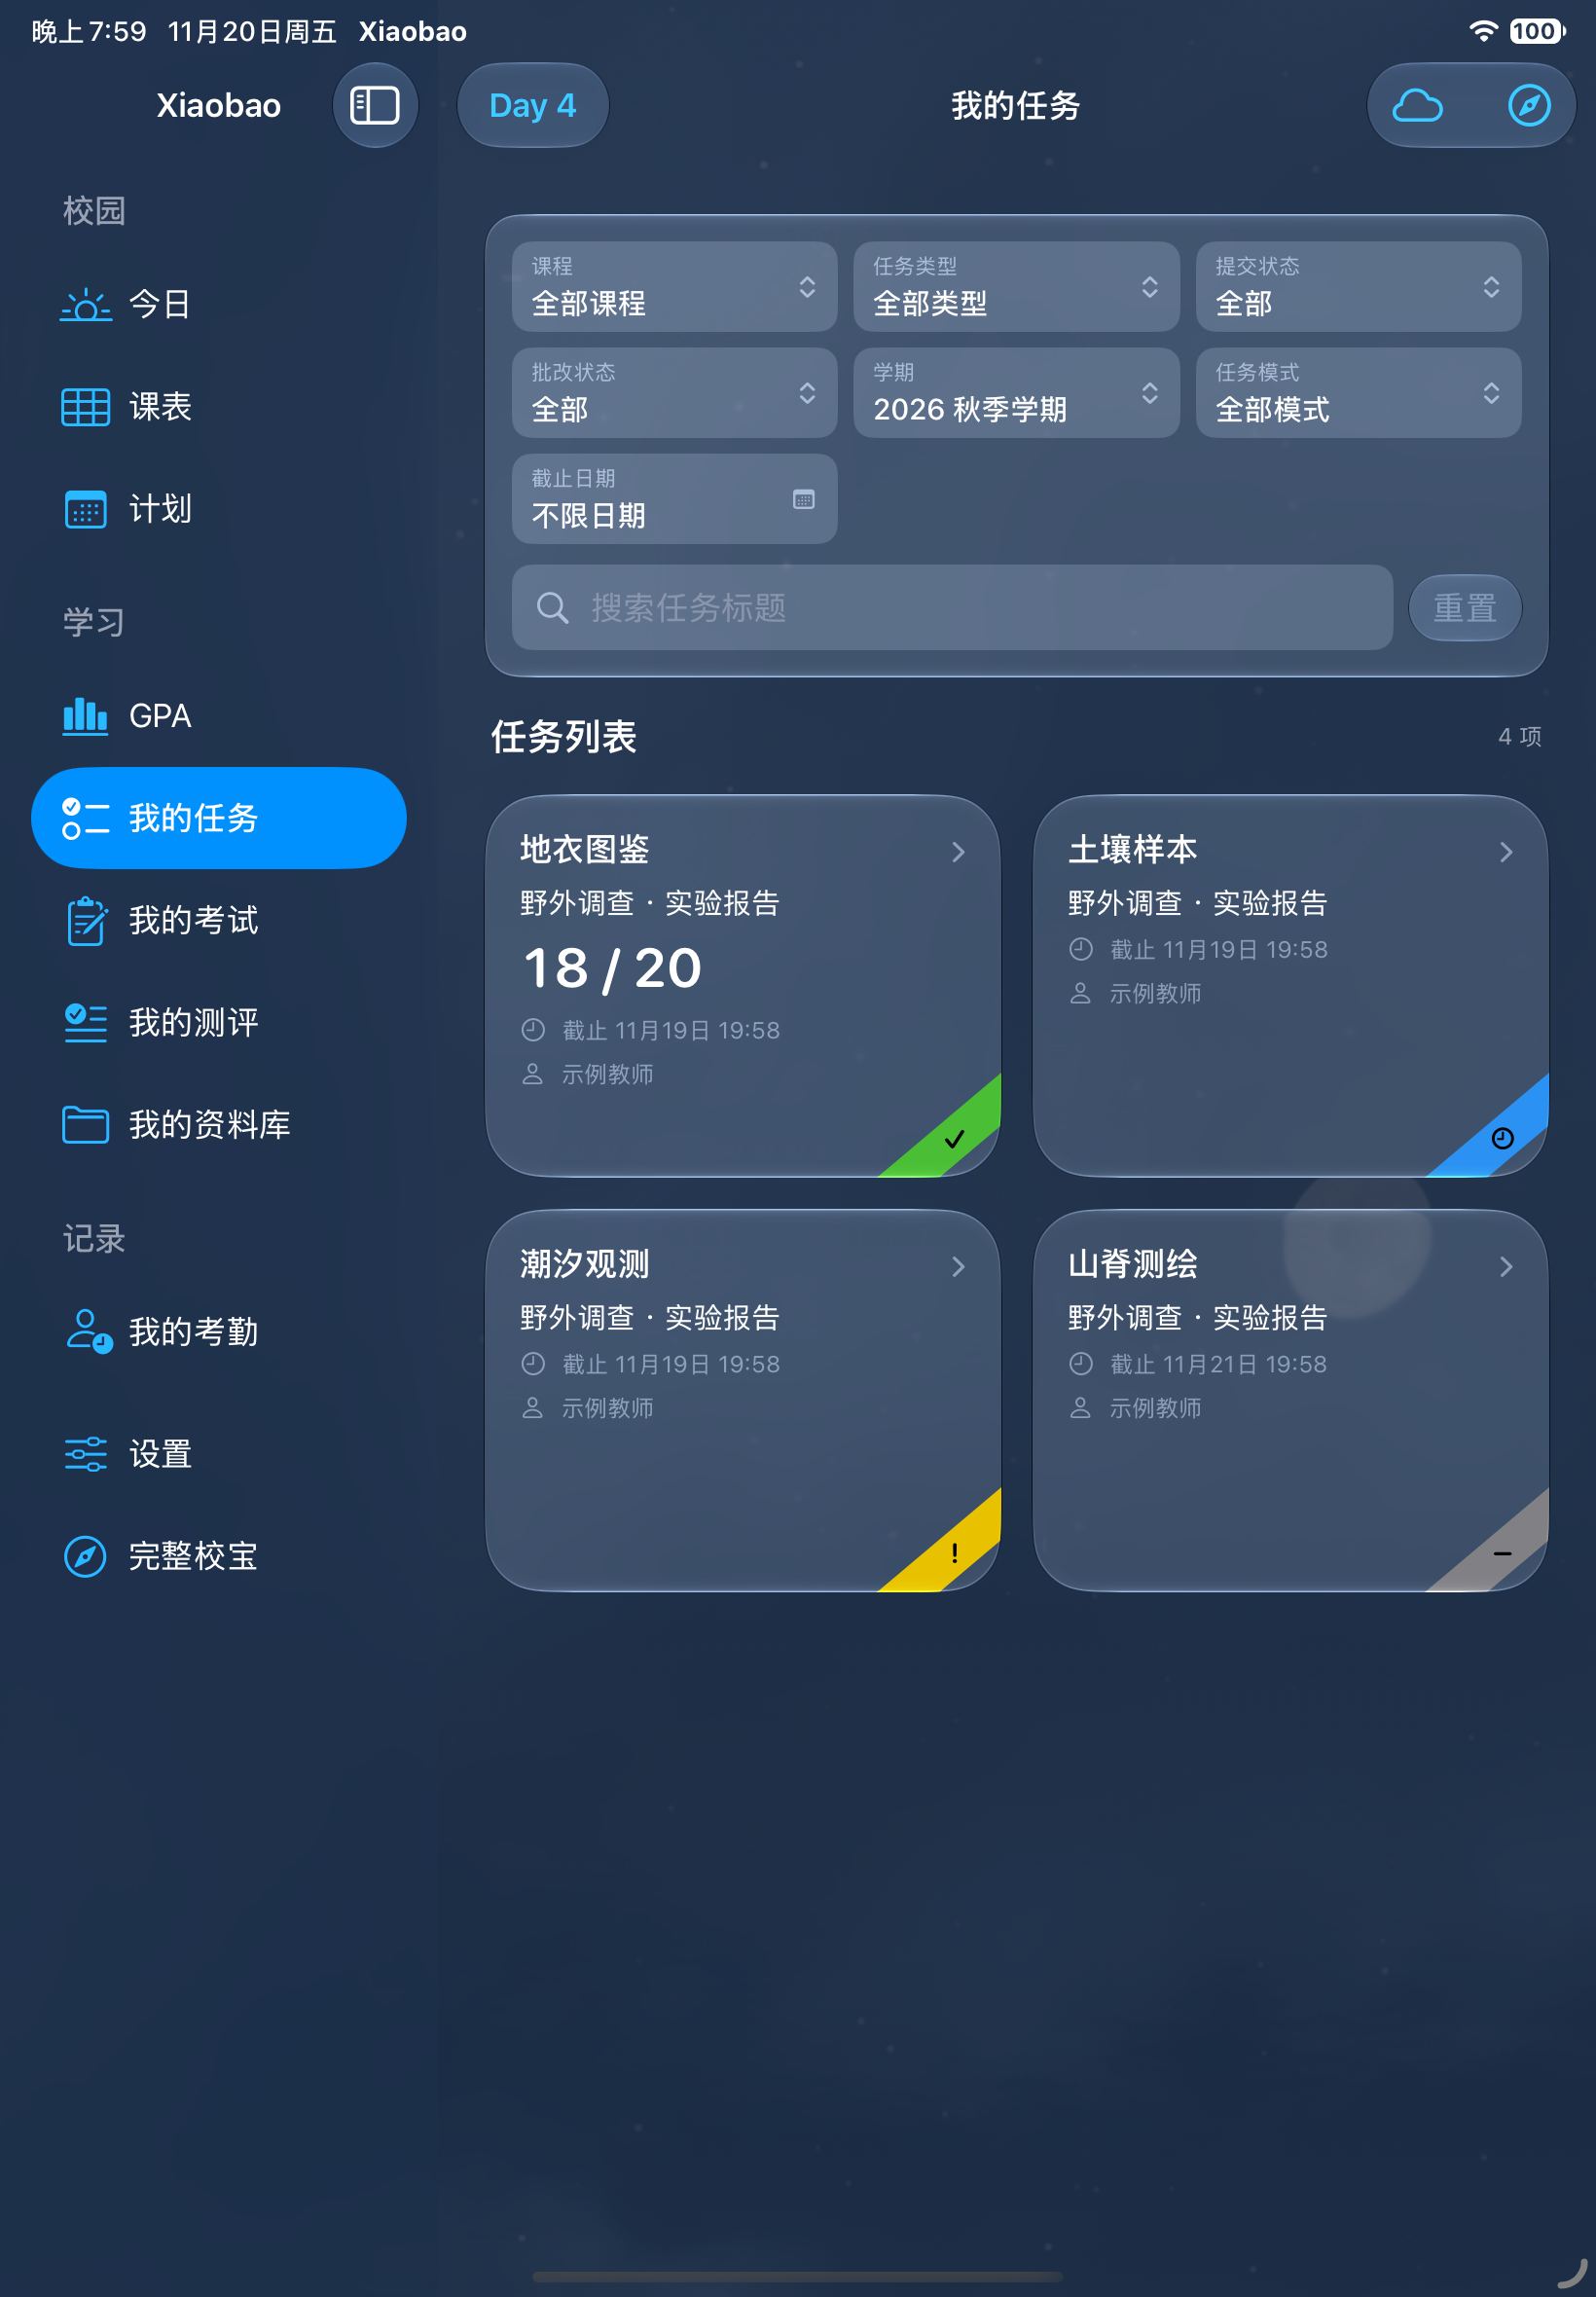 晚上7:59 11月20日周五 Xiaobao
100
Xiaobao
Day 4
我的任务
校园
今日
课表
计划
学习
GPA
我的任务
我的考试
我的测评
我的资料库
记录
我的考勤
设置
完整校宝
课程
全部课程
任务类型
全部类型
提交状态
全部
批改状态
全部
学期
2026 秋季学期
任务模式
全部模式
截止日期
不限日期
搜索任务标题
重置
任务列表
4 项
地衣图鉴
野外调查 · 实验报告
18 / 20
截止 11月19日 19:58
示例教师
土壤样本
野外调查 · 实验报告
截止 11月19日 19:58
示例教师
潮汐观测
野外调查 · 实验报告
截止 11月19日 19:58
示例教师
山脊测绘
野外调查 · 实验报告
截止 11月21日 19:58
示例教师